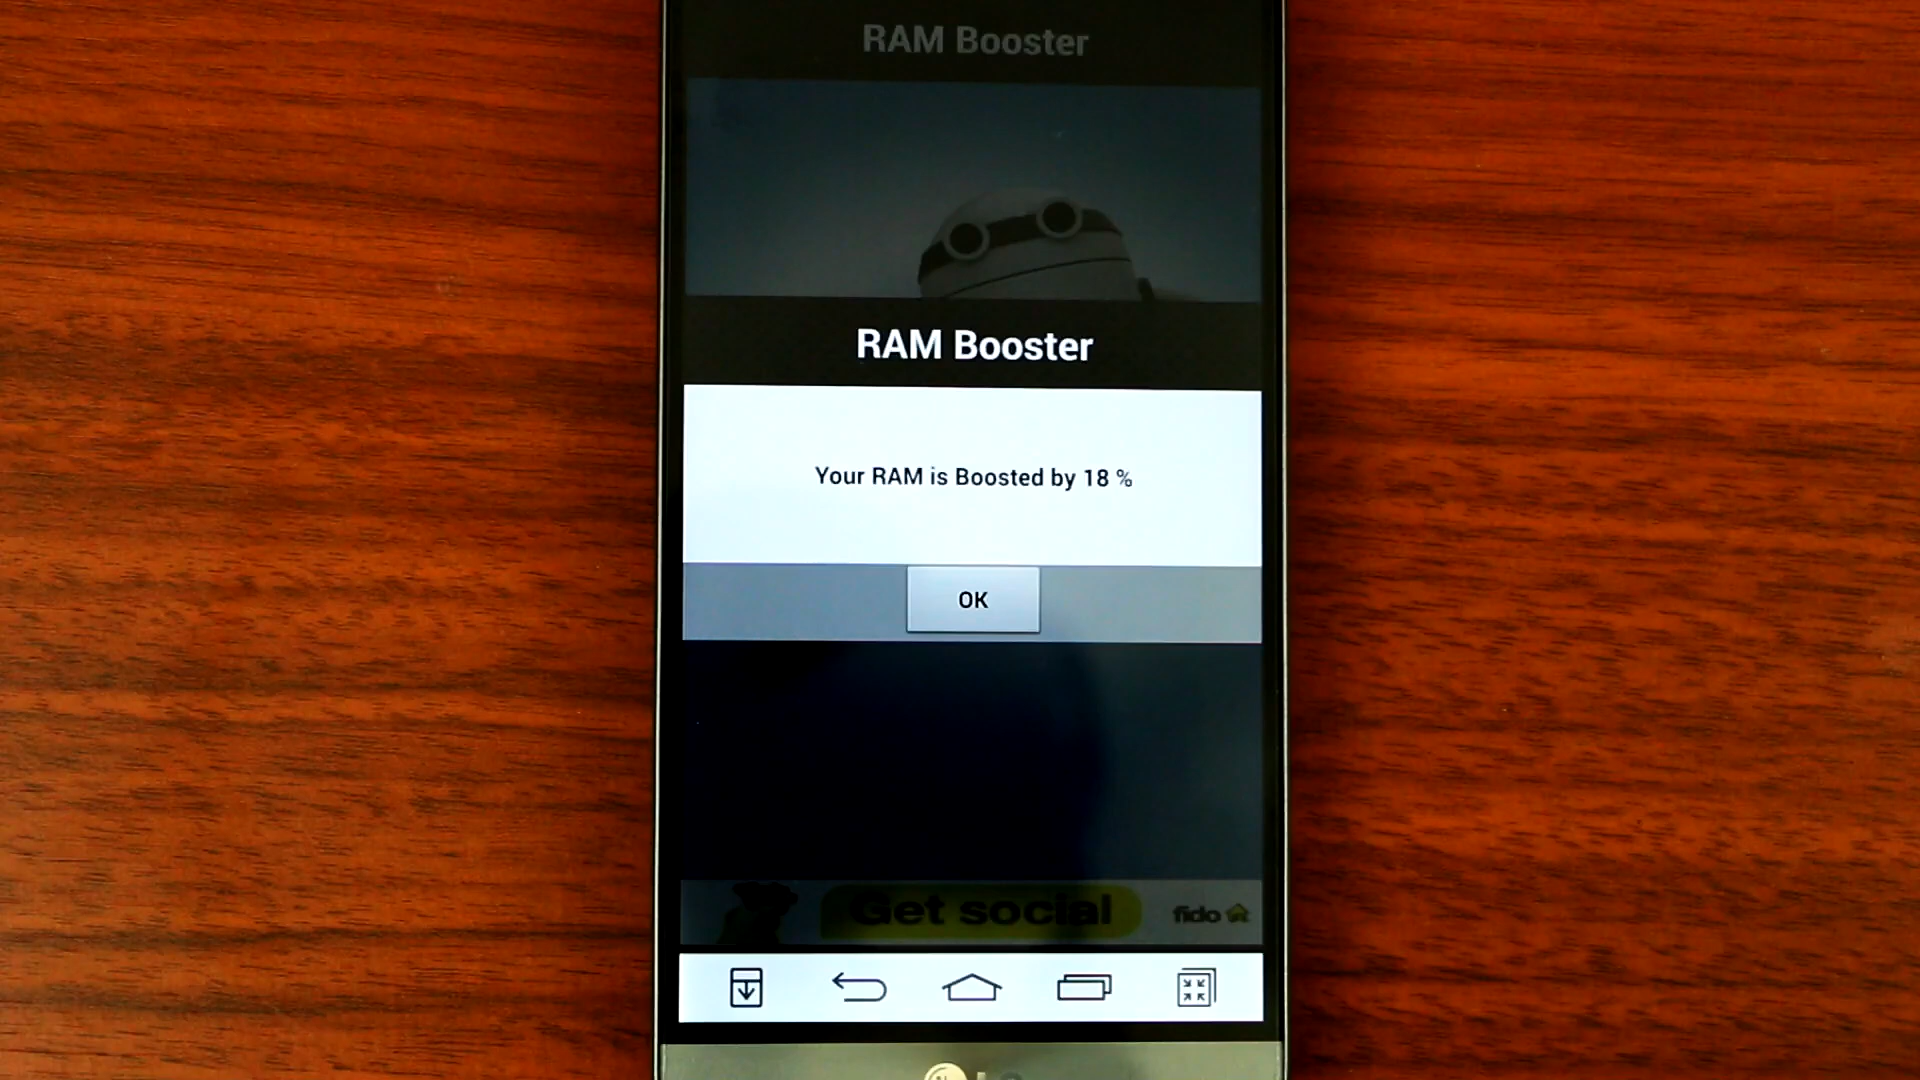 RAM Booster
RAM Booster
Your RAM is Boosted by 18 %
OK
Get social
fido